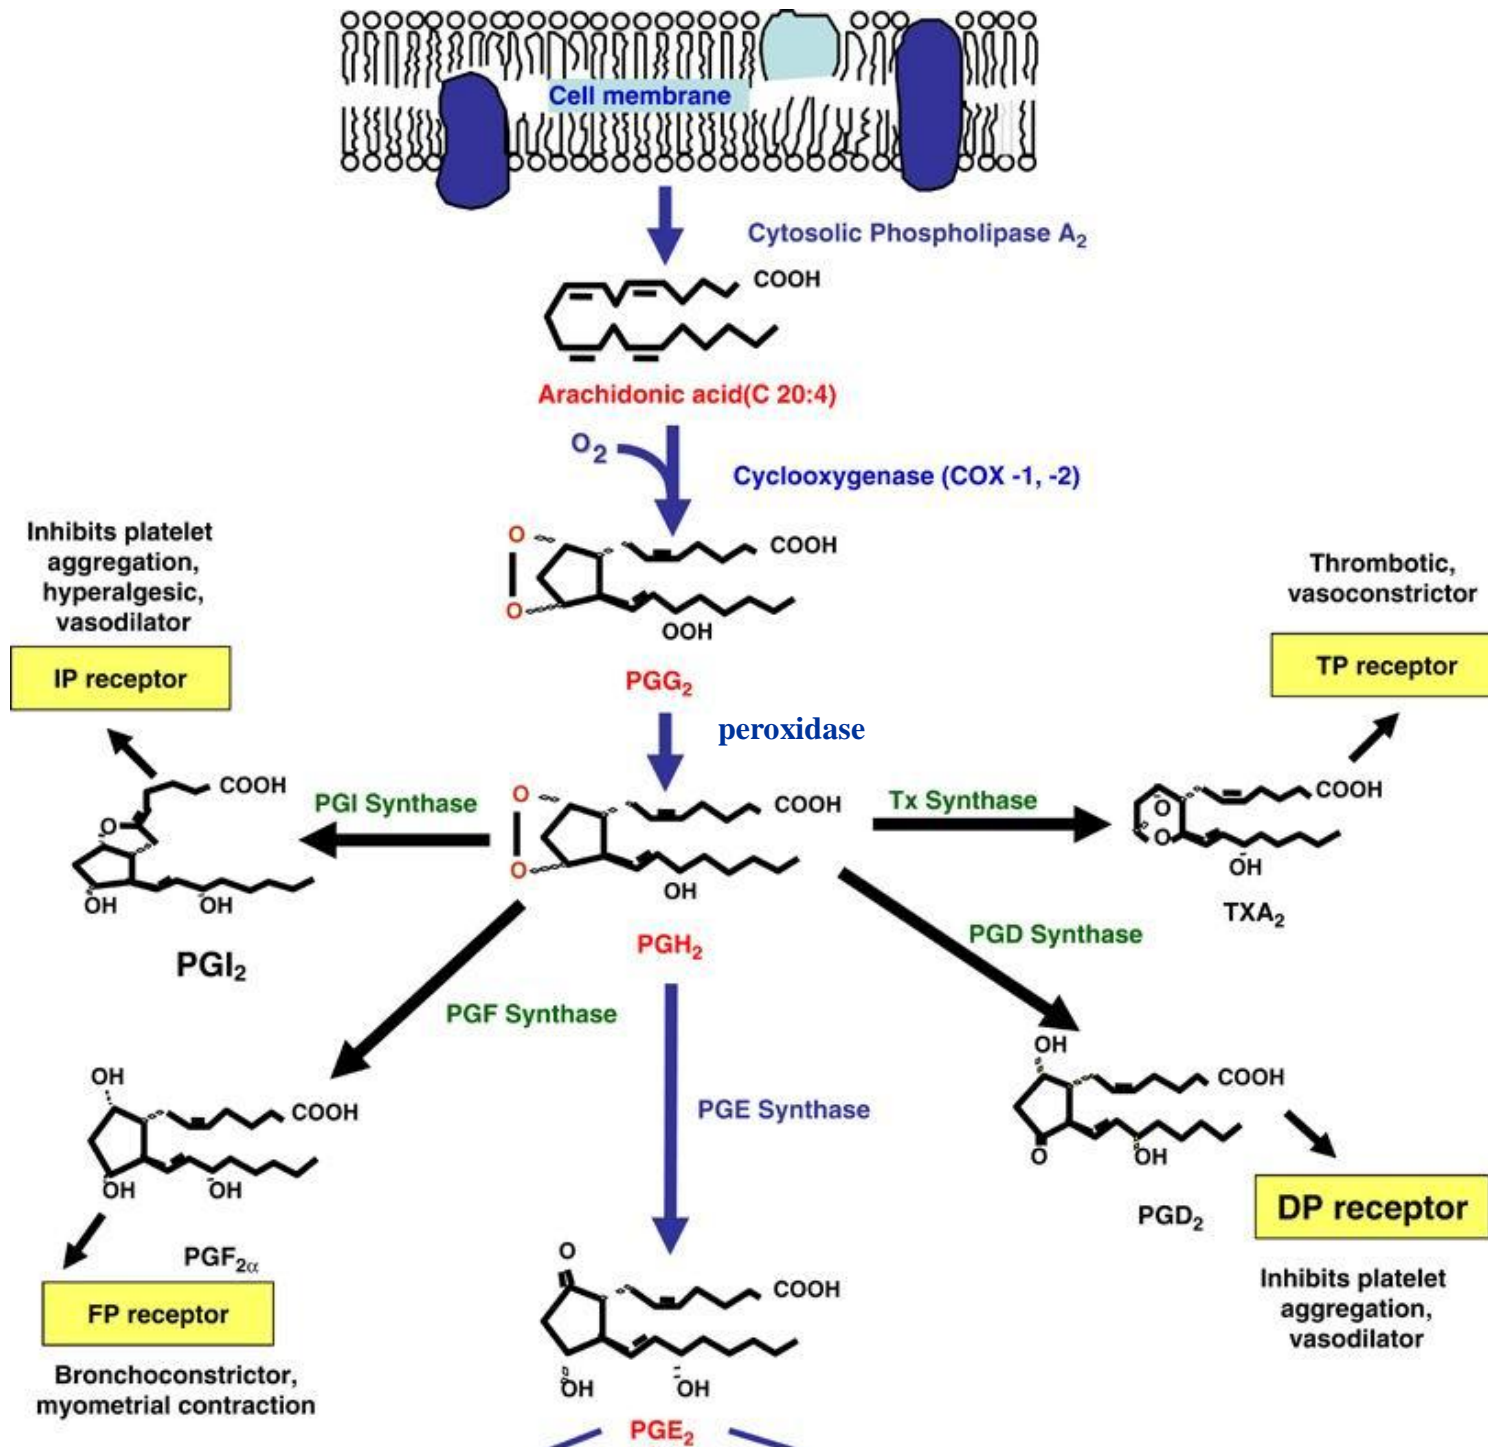 Cell membrane
Cytosolic Phospholipase A₂
COOH
Arachidonic acid(C 20:4)
O₂
Cyclooxygenase (COX -1, -2)
O
O
COOH
OOH
PGG₂
Inhibits platelet
aggregation,
hyperalgesic,
vasodilator
IP receptor
Thrombotic,
vasoconstrictor
TP receptor
peroxidase
COOH
O
OH
OH
PGI₂
PGI Synthase
O
O
COOH
OH
PGH₂
Tx Synthase
O
O
COOH
OH
TXA₂
PGF Synthase
PGD Synthase
PGE Synthase
OH
COOH
OH
OH
PGF₂α
FP receptor
Bronchoconstrictor,
myometrial contraction
OH
COOH
O
OH
PGD₂
DP receptor
Inhibits platelet
aggregation,
vasodilator
O
COOH
OH
OH
PGE₂